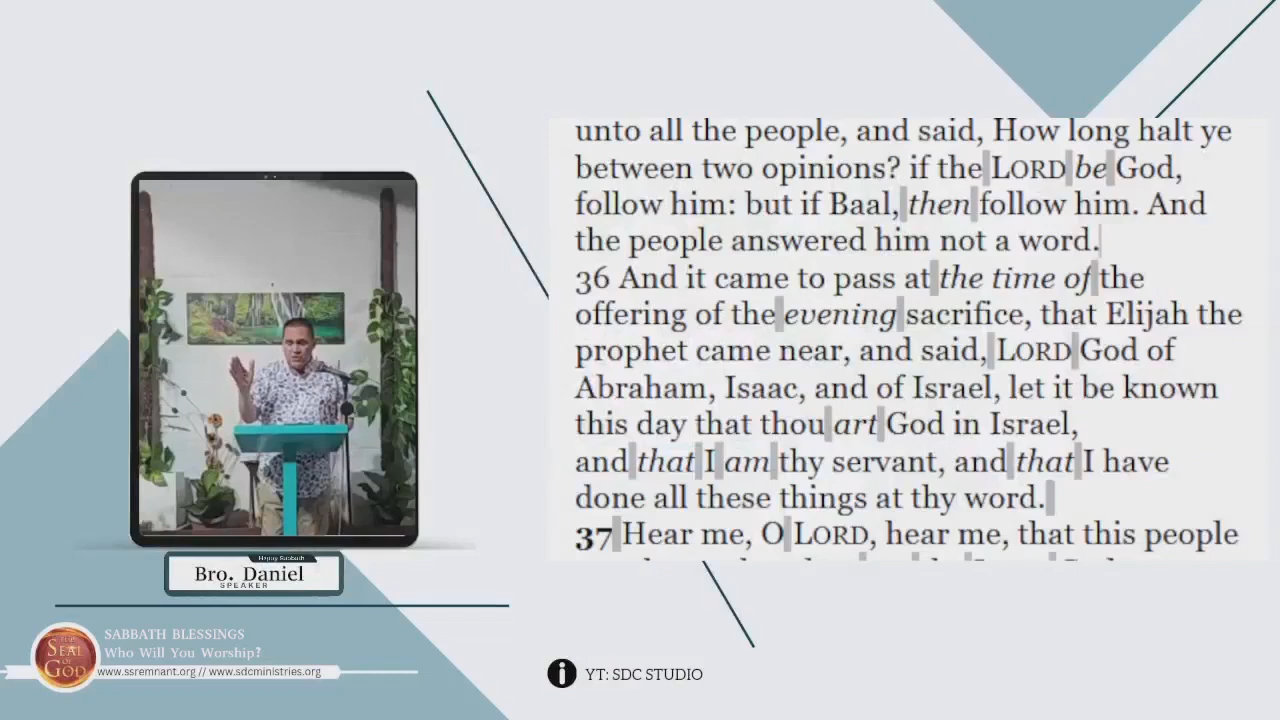 unto all the people, and said, How long halt ye
between two opinions? if the LORD be God,
follow him: but if Baal, then follow him. And
the people answered him not a word.
36 And it came to pass at the time of the
offering of the evening sacrifice, that Elijah the
prophet came near, and said, LORD God of
Abraham, Isaac, and of Israel, let it be known
this day that thou art God in Israel,
and that I am thy servant, and that I have
done all these things at thy word.
37 Hear me, O LORD, hear me, that this people
Happy Sabbath
Bro. Daniel
SPEAKER
THE
SEAL
OF
GOD
SABBATH BLESSINGS
Who Will You Worship?
www.ssremnant.org // www.sdcministries.org
YT: SDC STUDIO